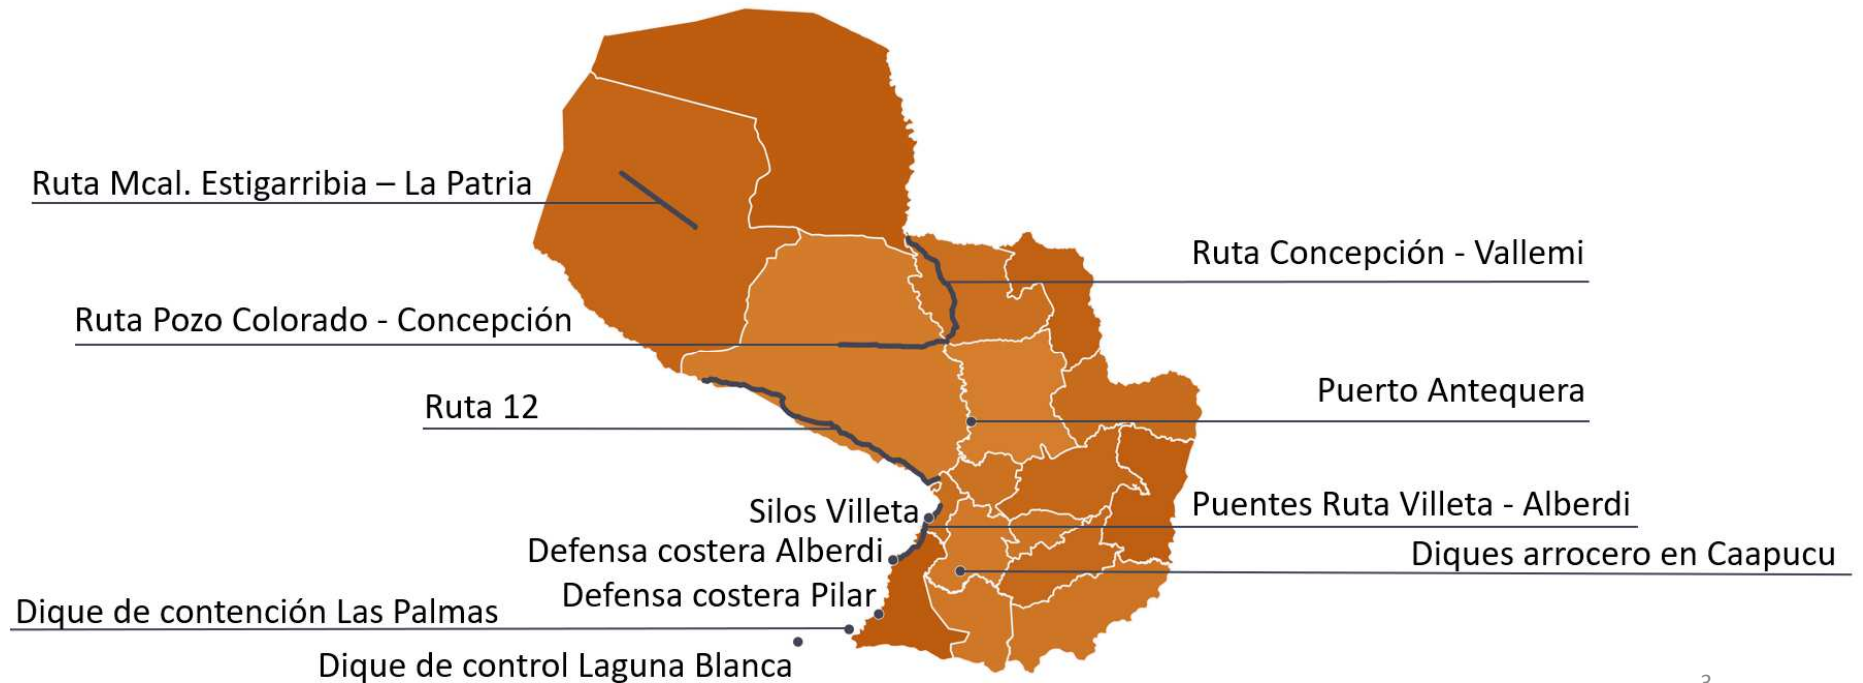 Ruta Mcal. Estigarribia – La Patria
Ruta Concepción - Vallemi
Ruta Pozo Colorado - Concepción
Puerto Antequera
Ruta 12
Silos Villeta
Puentes Ruta Villeta - Alberdi
Defensa costera Alberdi
Diques arrocero en Caapucu
Defensa costera Pilar
Dique de contención Las Palmas
Dique de control Laguna Blanca
3